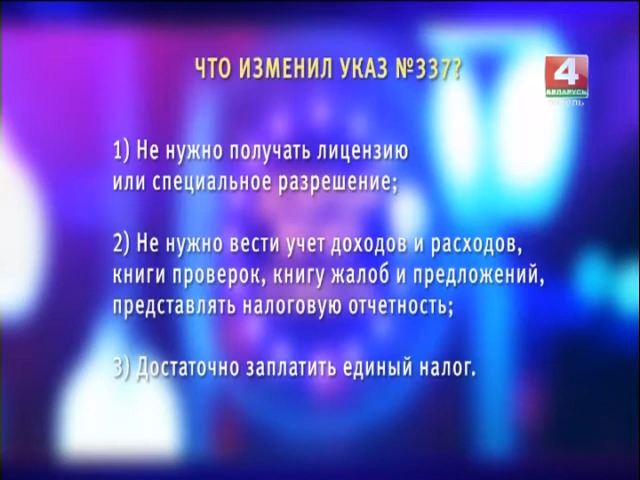 ЧТО ИЗМЕНИЛ УКАЗ №337?
4
БЕЛАРУСЬ
1) Не нужно получать лицензию
или специальное разрешение;
2) Не нужно вести учет доходов и расходов,
книги проверок, книгу жалоб и предложений,
представлять налоговую отчетность;
3) Достаточно заплатить единый налог.